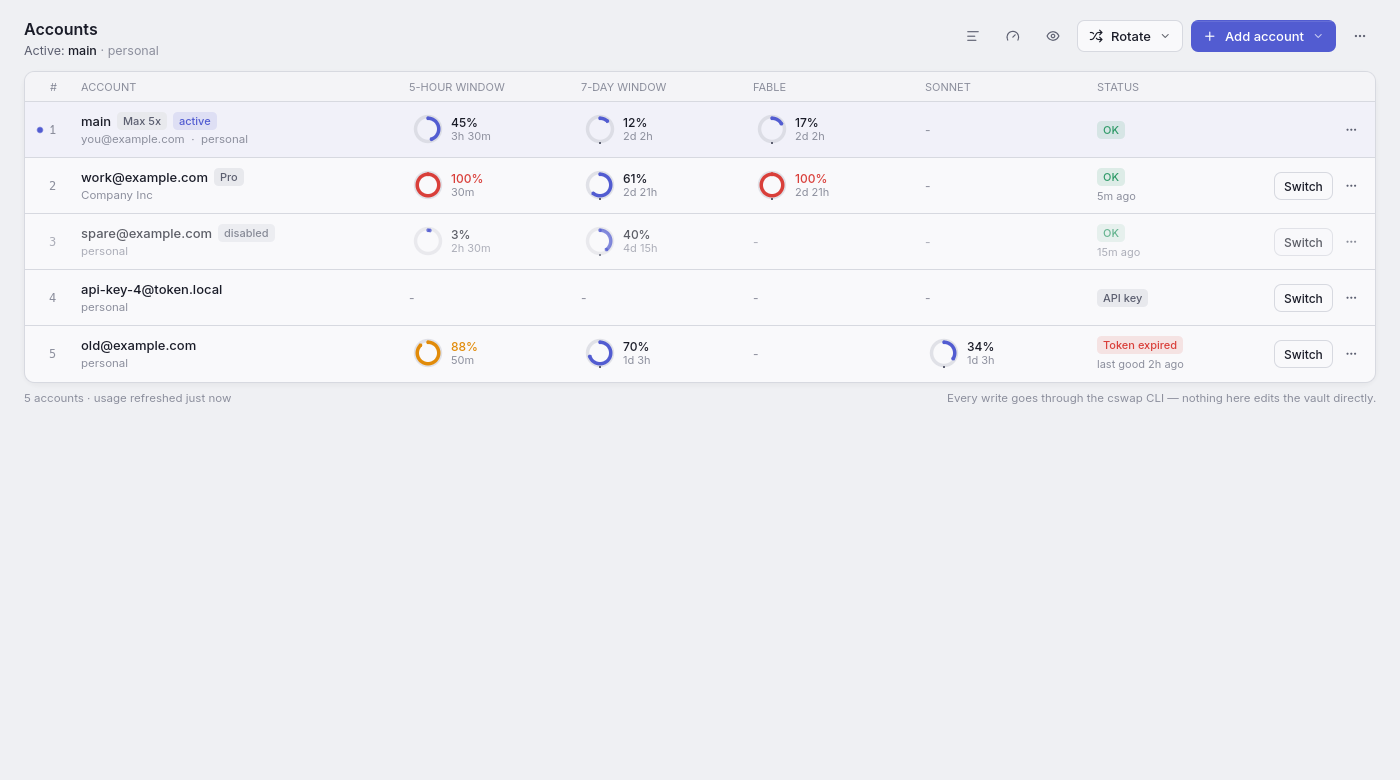 Accounts
Active: main · personal
Rotate
Add account
# ACCOUNT 5-HOUR WINDOW 7-DAY WINDOW FABLE SONNET STATUS
1 main Max 5x active 45% 3h 30m 12% 2d 2h 17% 2d 2h - OK
you@example.com · personal
2 work@example.com Pro 100% 30m 61% 2d 21h 100% 2d 21h - OK 5m ago Switch
Company Inc
3 spare@example.com disabled 3% 2h 30m 40% 4d 15h - - OK 15m ago Switch
personal
4 api-key-4@token.local - - - - API key Switch
personal
5 old@example.com 88% 50m 70% 1d 3h - 34% 1d 3h Token expired last good 2h ago Switch
personal
5 accounts · usage refreshed just now
Every write goes through the cswap CLI — nothing here edits the vault directly.